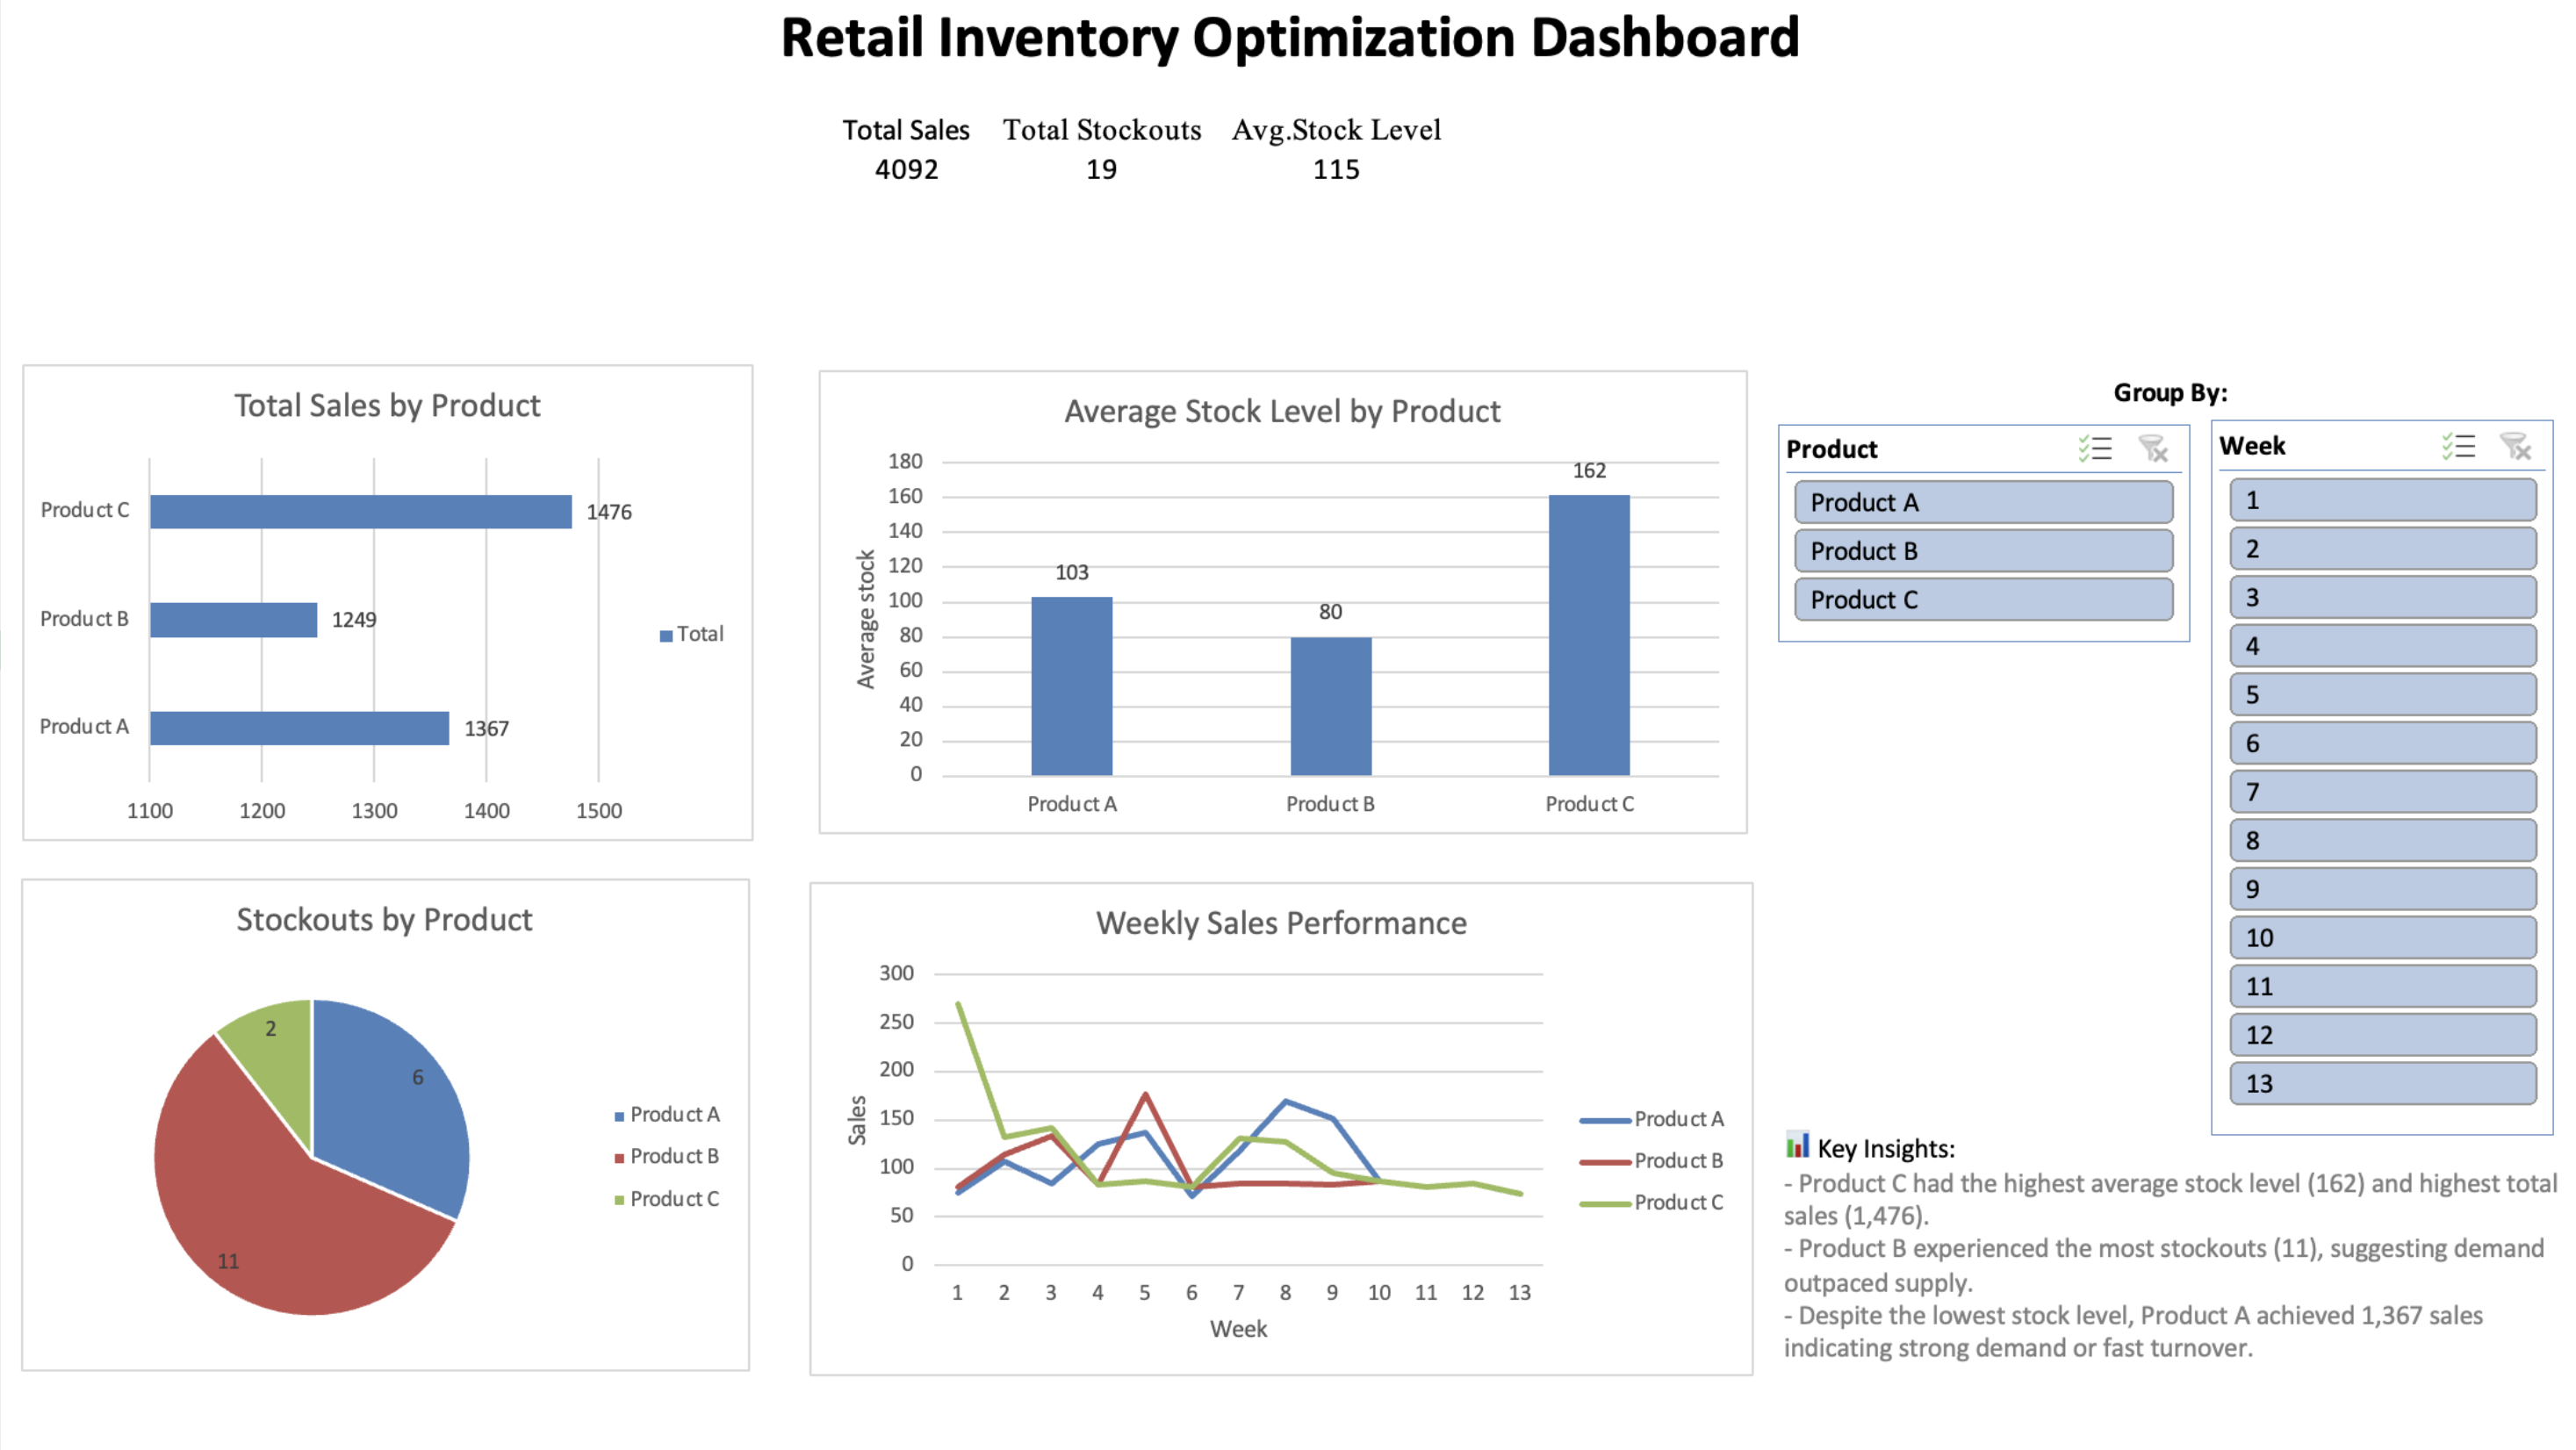 Retail Inventory Optimization Dashboard
Total Sales Total Stockouts Avg.Stock Level
4092 19 115
Total Sales by Product
Product C
1476
Product B
1249
Product A
1367
Total
1100 1200 1300 1400 1500
Average Stock Level by Product
Average stock
180
160
140
120
100
80
60
40
20
0
103
80
162
Product A Product B Product C
Group By:
Product
Product A
Product B
Product C
Week
1
2
3
4
5
6
7
8
9
10
11
12
13
Stockouts by Product
2
6
11
Product A
Product B
Product C
Weekly Sales Performance
Sales
300
250
200
150
100
50
0
1 2 3 4 5 6 7 8 9 10 11 12 13
Week
Product A
Product B
Product C
Key Insights:
- Product C had the highest average stock level (162) and highest total
sales (1,476).
- Product B experienced the most stockouts (11), suggesting demand
outpaced supply.
- Despite the lowest stock level, Product A achieved 1,367 sales
indicating strong demand or fast turnover.